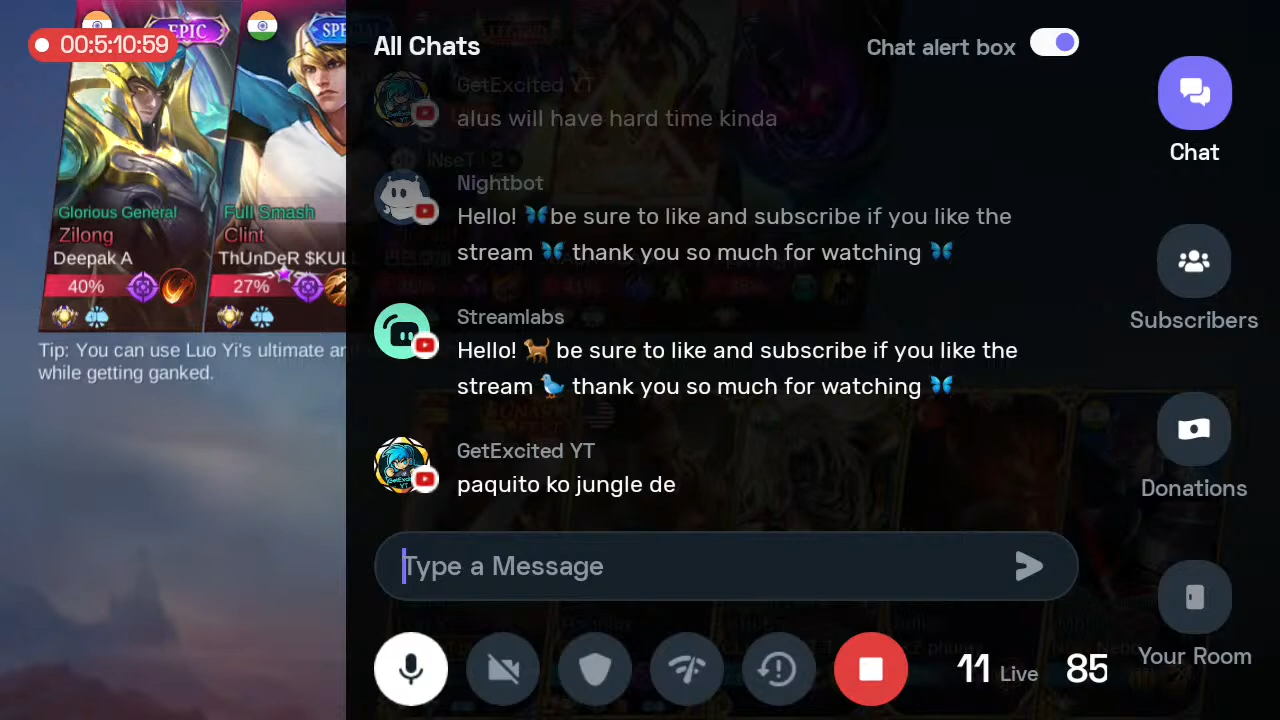 00:5:10:59
EPIC
SPE
Glorious General
Zilong
Deepak A
40%
Full Smash
Clint
ThUnDeR $KUL
27%
Tip: You can use Luo Yi's ultimate an
while getting ganked.
All Chats
Chat alert box
GetExcited YT
alus will have hard time kinda
Nightbot
Hello! 🦋be sure to like and subscribe if you like the
stream 🦋 thank you so much for watching 🦋
Streamlabs
Hello! 🐕 be sure to like and subscribe if you like the
stream 🐦 thank you so much for watching 🦋
GetExcited YT
paquito ko jungle de
Type a Message
11 Live
85
Chat
Subscribers
Donations
Your Room